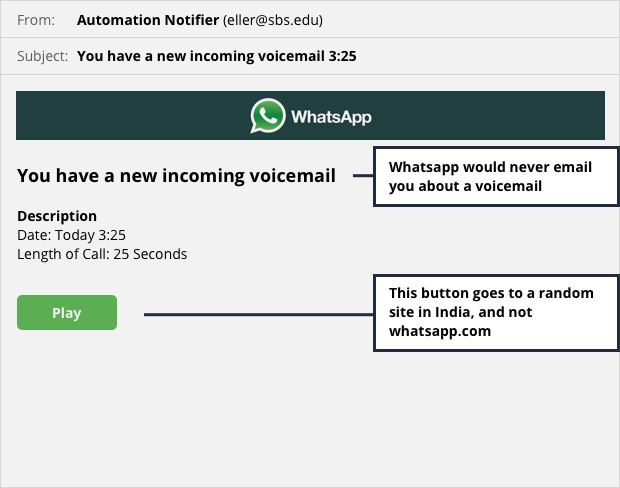 From: Automation Notifier (eller@sbs.edu)
Subject: You have a new incoming voicemail 3:25
WhatsApp
You have a new incoming voicemail
Whatsapp would never email
you about a voicemail
Description
Date: Today 3:25
Length of Call: 25 Seconds
Play
This button goes to a random
site in India, and not
whatsapp.com